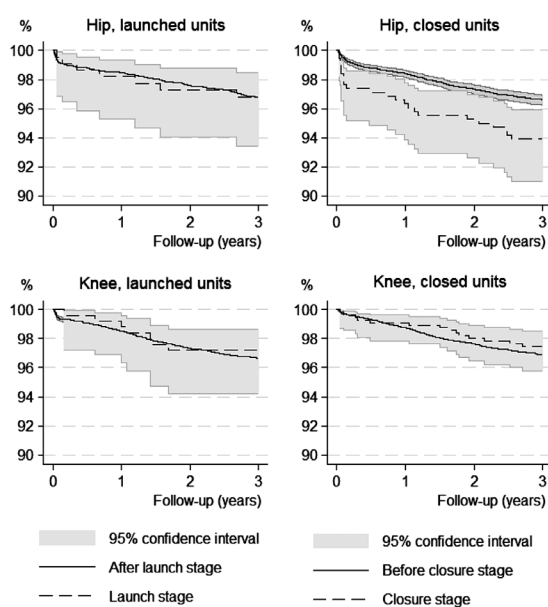 Hip, launched units
%
100
98
96
94
92
90
0 1 2 3
Follow-up (years)
Hip, closed units
%
100
98
96
94
92
90
0 1 2 3
Follow-up (years)
Knee, launched units
%
100
98
96
94
92
90
0 1 2 3
Follow-up (years)
Knee, closed units
%
100
98
96
94
92
90
0 1 2 3
Follow-up (years)
95% confidence interval
After launch stage
Launch stage
95% confidence interval
Before closure stage
Closure stage